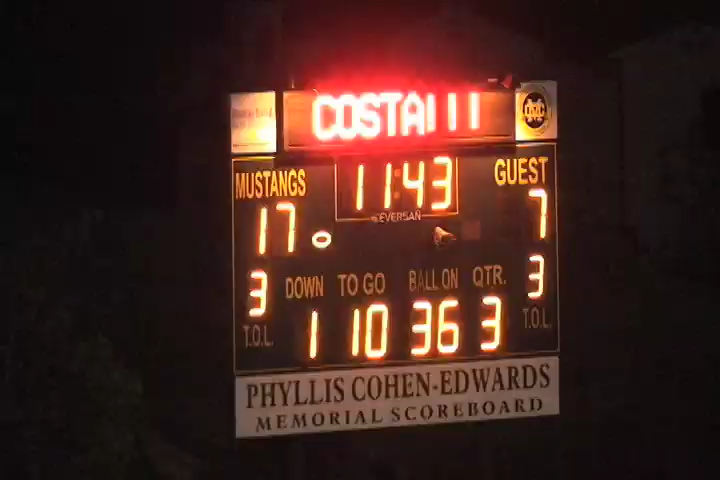 COSTA!!!
MUSTANGS 11:43 GUEST
EVERSAN
17 7
3 DOWN TO GO BALL ON QTR. 3
T.O.L. 1 10 36 3 T.O.L.
PHYLLIS COHEN-EDWARDS
MEMORIAL SCOREBOARD